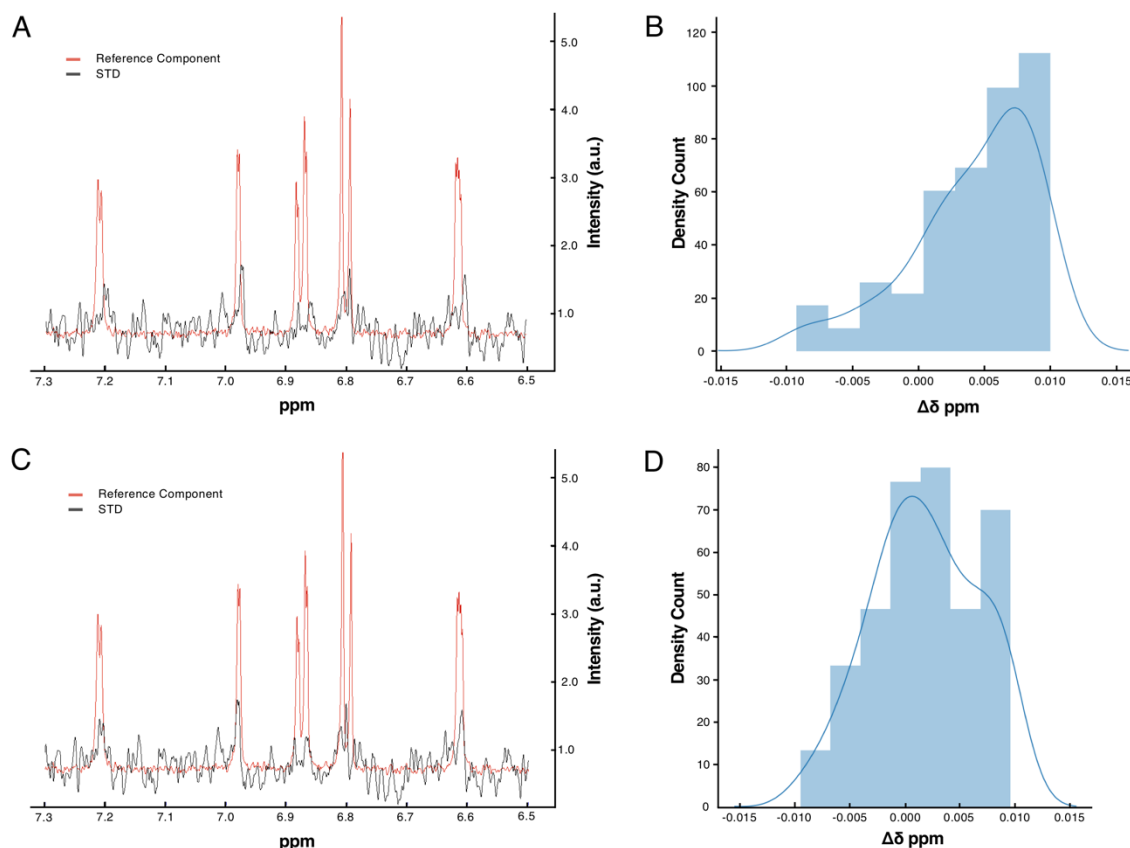 A
Reference Component
STD
5.0
4.0
3.0
2.0
1.0
Intensity (a.u.)
7.3 7.2 7.1 7.0 6.9 6.8 6.7 6.6 6.5
ppm
B
120
100
80
60
40
20
0
Density Count
-0.015 -0.010 -0.005 0.000 0.005 0.010 0.015
Δδ ppm
C
Reference Component
STD
5.0
4.0
3.0
2.0
1.0
Intensity (a.u.)
7.3 7.2 7.1 7.0 6.9 6.8 6.7 6.6 6.5
ppm
D
80
70
60
50
40
30
20
10
0
Density Count
-0.015 -0.010 -0.005 0.000 0.005 0.010 0.015
Δδ ppm